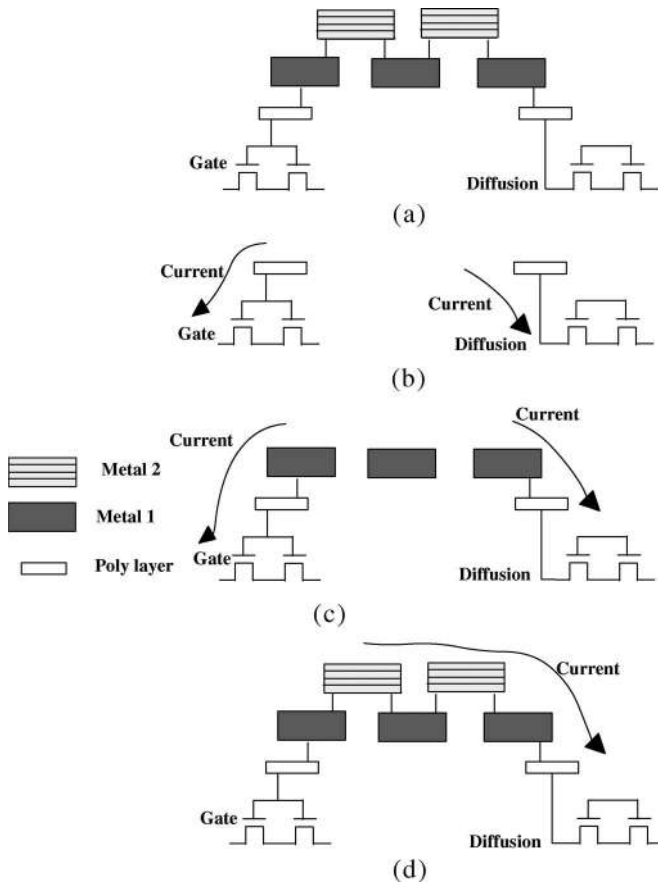 Gate
Diffusion
(a)
Current
Current
Gate
Diffusion
(b)
Current
Current
Metal 2
Metal 1
Poly layer
Gate
Diffusion
(c)
Current
Gate
Diffusion
(d)